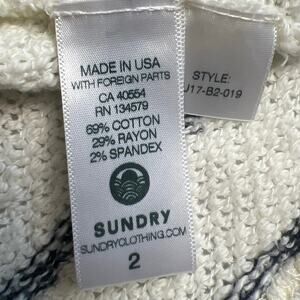 MADE IN USA
WITH FOREIGN PARTS
CA 40554
RN 134579
69% COTTON
29% RAYON
2% SPANDEX
SUNDRY
SUNDRYCLOTHING.COM
2
STYLE:
J17-B2-019